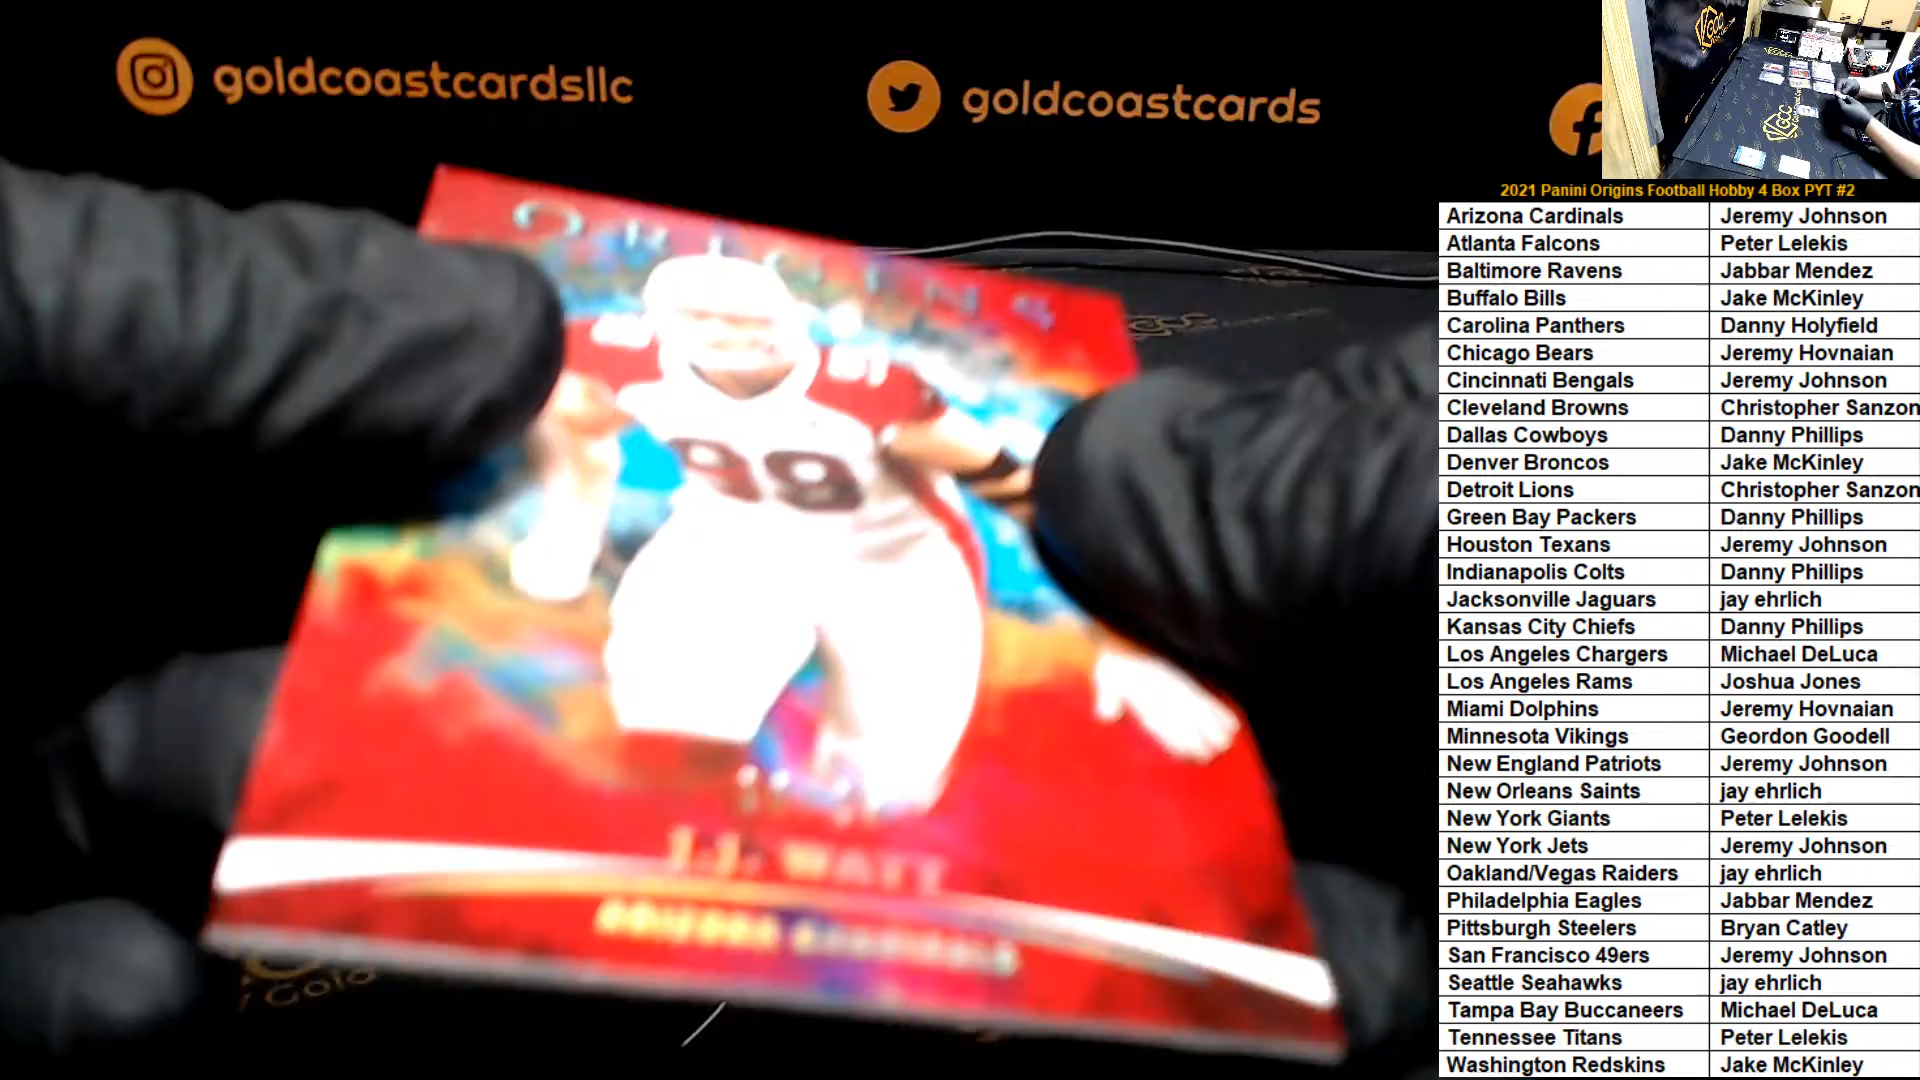 goldcoastcardsllc
goldcoastcards
2021 Panini Origins Football Hobby 4 Box PYT #2
Arizona Cardinals Jeremy Johnson
Atlanta Falcons Peter Lelekis
Baltimore Ravens Jabbar Mendez
Buffalo Bills Jake McKinley
Carolina Panthers Danny Holyfield
Chicago Bears Jeremy Hovnaian
Cincinnati Bengals Jeremy Johnson
Cleveland Browns Christopher Sanzon
Dallas Cowboys Danny Phillips
Denver Broncos Jake McKinley
Detroit Lions Christopher Sanzon
Green Bay Packers Danny Phillips
Houston Texans Jeremy Johnson
Indianapolis Colts Danny Phillips
Jacksonville Jaguars jay ehrlich
Kansas City Chiefs Danny Phillips
Los Angeles Chargers Michael DeLuca
Los Angeles Rams Joshua Jones
Miami Dolphins Jeremy Hovnaian
Minnesota Vikings Geordon Goodell
New England Patriots Jeremy Johnson
New Orleans Saints jay ehrlich
New York Giants Peter Lelekis
New York Jets Jeremy Johnson
Oakland/Vegas Raiders jay ehrlich
Philadelphia Eagles Jabbar Mendez
Pittsburgh Steelers Bryan Catley
San Francisco 49ers Jeremy Johnson
Seattle Seahawks jay ehrlich
Tampa Bay Buccaneers Michael DeLuca
Tennessee Titans Peter Lelekis
Washington Redskins Jake McKinley
ORIGINS
99
J.J. WATT
ARIZONA CARDINALS
GCC
Gold